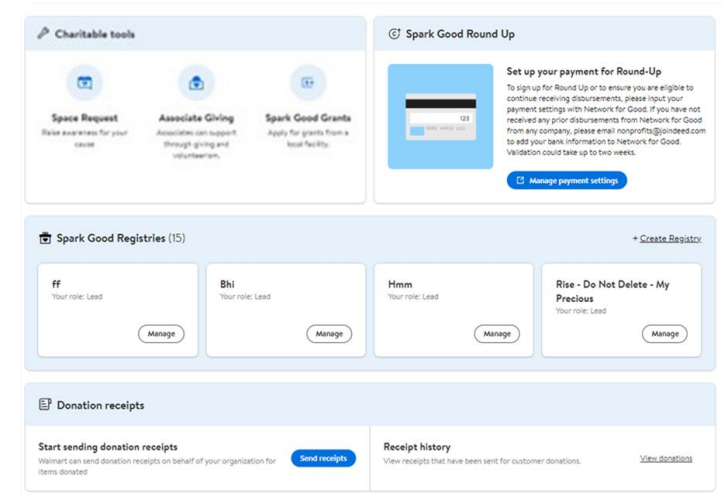 Charitable tools
Space Request
Raise awareness for your
cause
Associate Giving
Associates can support
through giving and
volunteerism.
Spark Good Grants
Apply for grants from a
local facility.
Spark Good Round Up
123
Set up your payment for Round-Up
To sign up for Round Up or to ensure you are eligible to
continue receiving disbursements, please input your
payment settings with Network for Good. If you have not
received any prior disbursements from Network for Good
from any company, please email nonprofits@joindeed.com
to add your bank information to Network for Good.
Validation could take up to two weeks.
Manage payment settings
Spark Good Registries (15)
+ Create Registry
ff
Your role: Lead
Manage
Bhi
Your role: Lead
Manage
Hmm
Your role: Lead
Manage
Rise - Do Not Delete - My
Precious
Your role: Lead
Manage
Donation receipts
Start sending donation receipts
Walmart can send donation receipts on behalf of your organization for
items donated
Send receipts
Receipt history
View receipts that have been sent for customer donations.
View donations